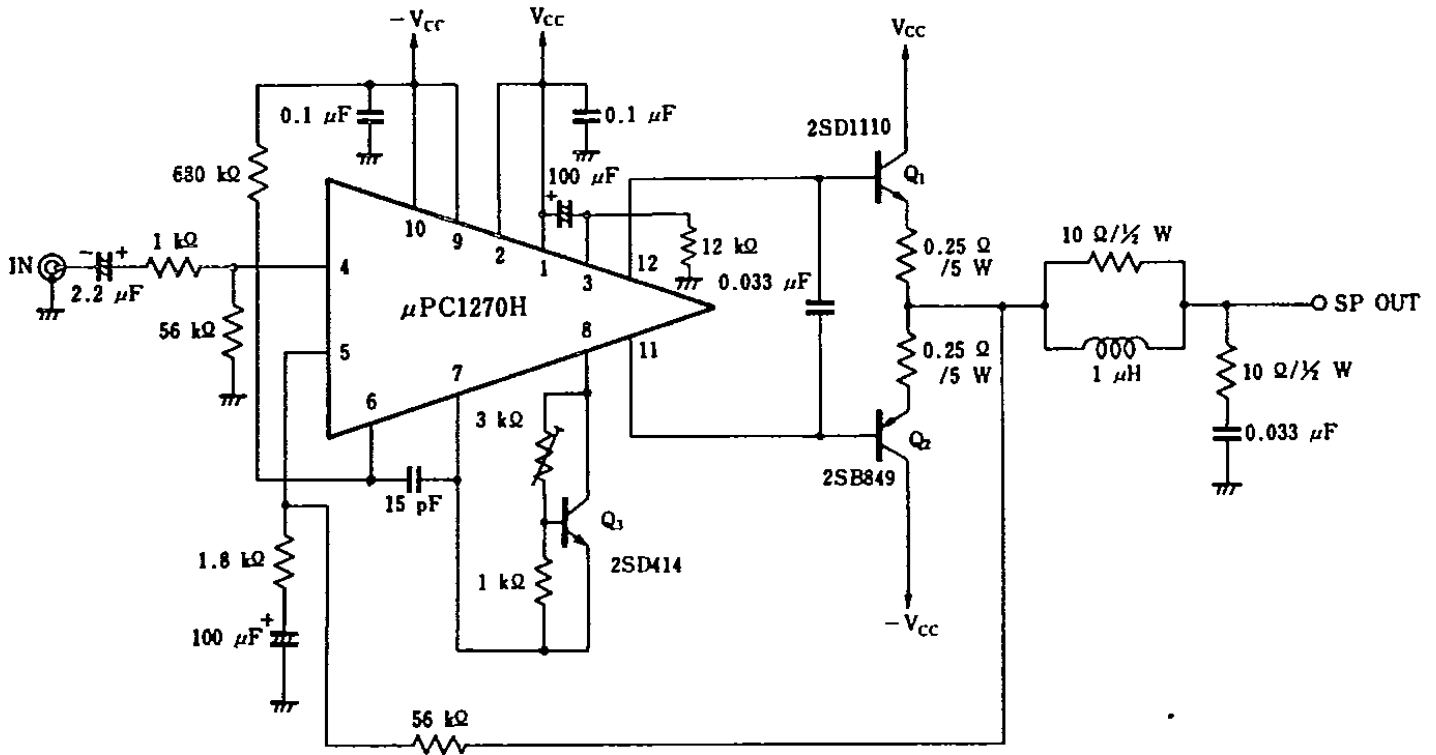 -VCC
VCC
VCC
0.1 μF
0.1 μF
2SD1110
Q1
680 kΩ
100 μF
+
10
9
2
1
3
12
12 kΩ
0.25 Ω
/5 W
10 Ω/½ W
IN
- +
2.2 μF
1 kΩ
4
μPC1270H
0.033 μF
SP OUT
56 kΩ
5
6
7
8
11
0.25 Ω
/5 W
1 μH
10 Ω/½ W
3 kΩ
Q2
2SB849
0.033 μF
15 pF
Q3
2SD414
1.8 kΩ
1 kΩ
+
100 μF
-VCC
56 kΩ